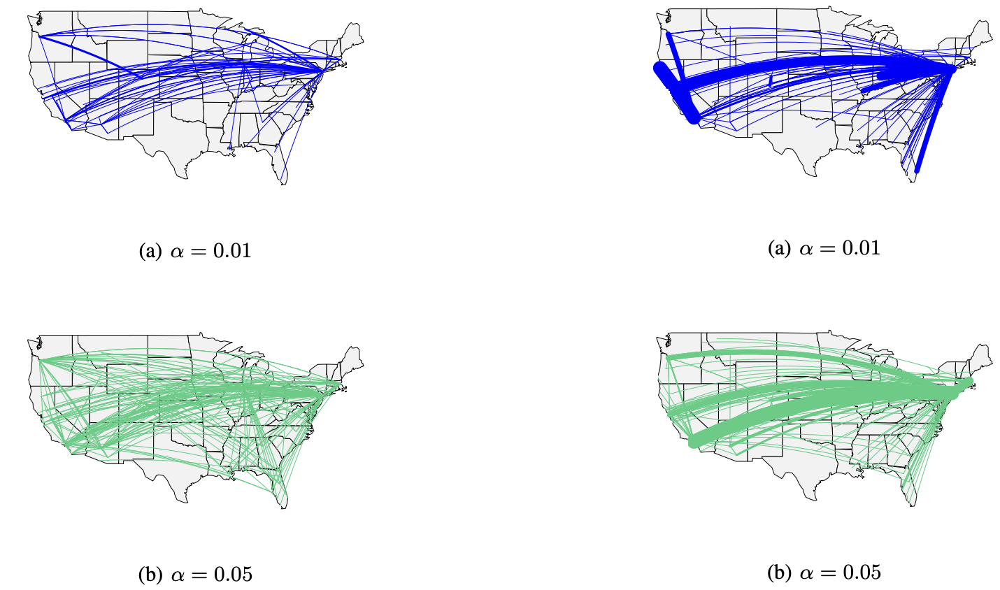 (a) α = 0.01
(a) α = 0.01
(b) α = 0.05
(b) α = 0.05